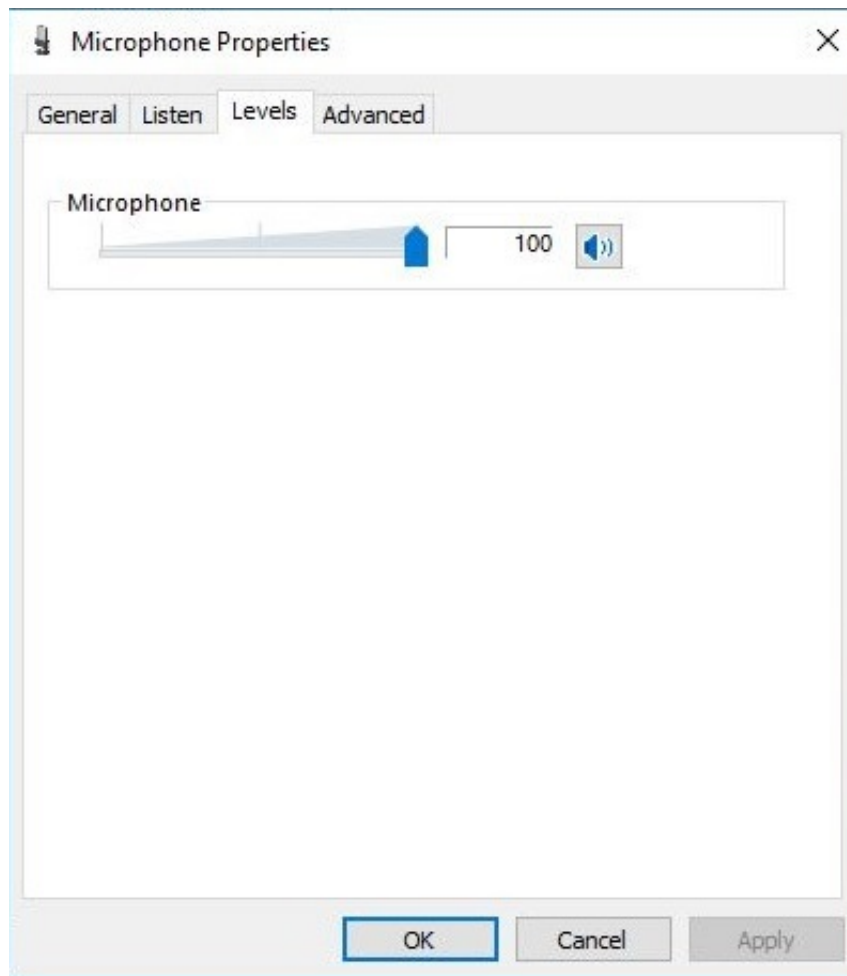 Microphone Properties
General Listen Levels Advanced
Microphone
100
OK Cancel Apply